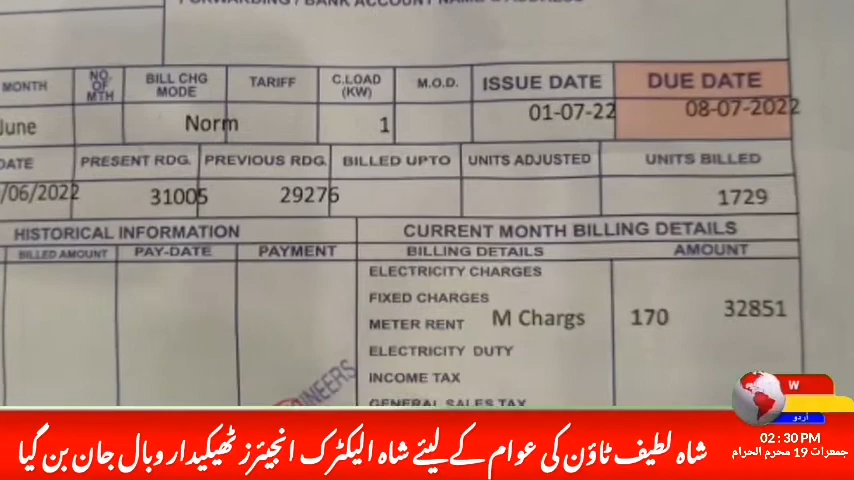 FORWARDING / BANK ACCOUNT NAME & ADDRESS
MONTH NO. OF MTH BILL CHG MODE TARIFF C.LOAD (KW) M.O.D. ISSUE DATE DUE DATE
June Norm 1 01-07-22 08-07-2022
DATE PRESENT RDG. PREVIOUS RDG. BILLED UPTO UNITS ADJUSTED UNITS BILLED
/06/2022 31005 29276 1729
HISTORICAL INFORMATION CURRENT MONTH BILLING DETAILS
BILLED AMOUNT PAY-DATE PAYMENT BILLING DETAILS AMOUNT
ELECTRICITY CHARGES
FIXED CHARGES
METER RENT M Chargs 170 32851
ELECTRICITY DUTY
INCOME TAX
GENERAL SALES TAX
NEERS
W
اردو
02:30PM
جمعرات 19 محرم الحرام
شاہ لطیف ٹاؤن کی عوام کے لیئے شاہ الیکٹرک انجیئرز ٹھیکیدار وبال جان بن گیا